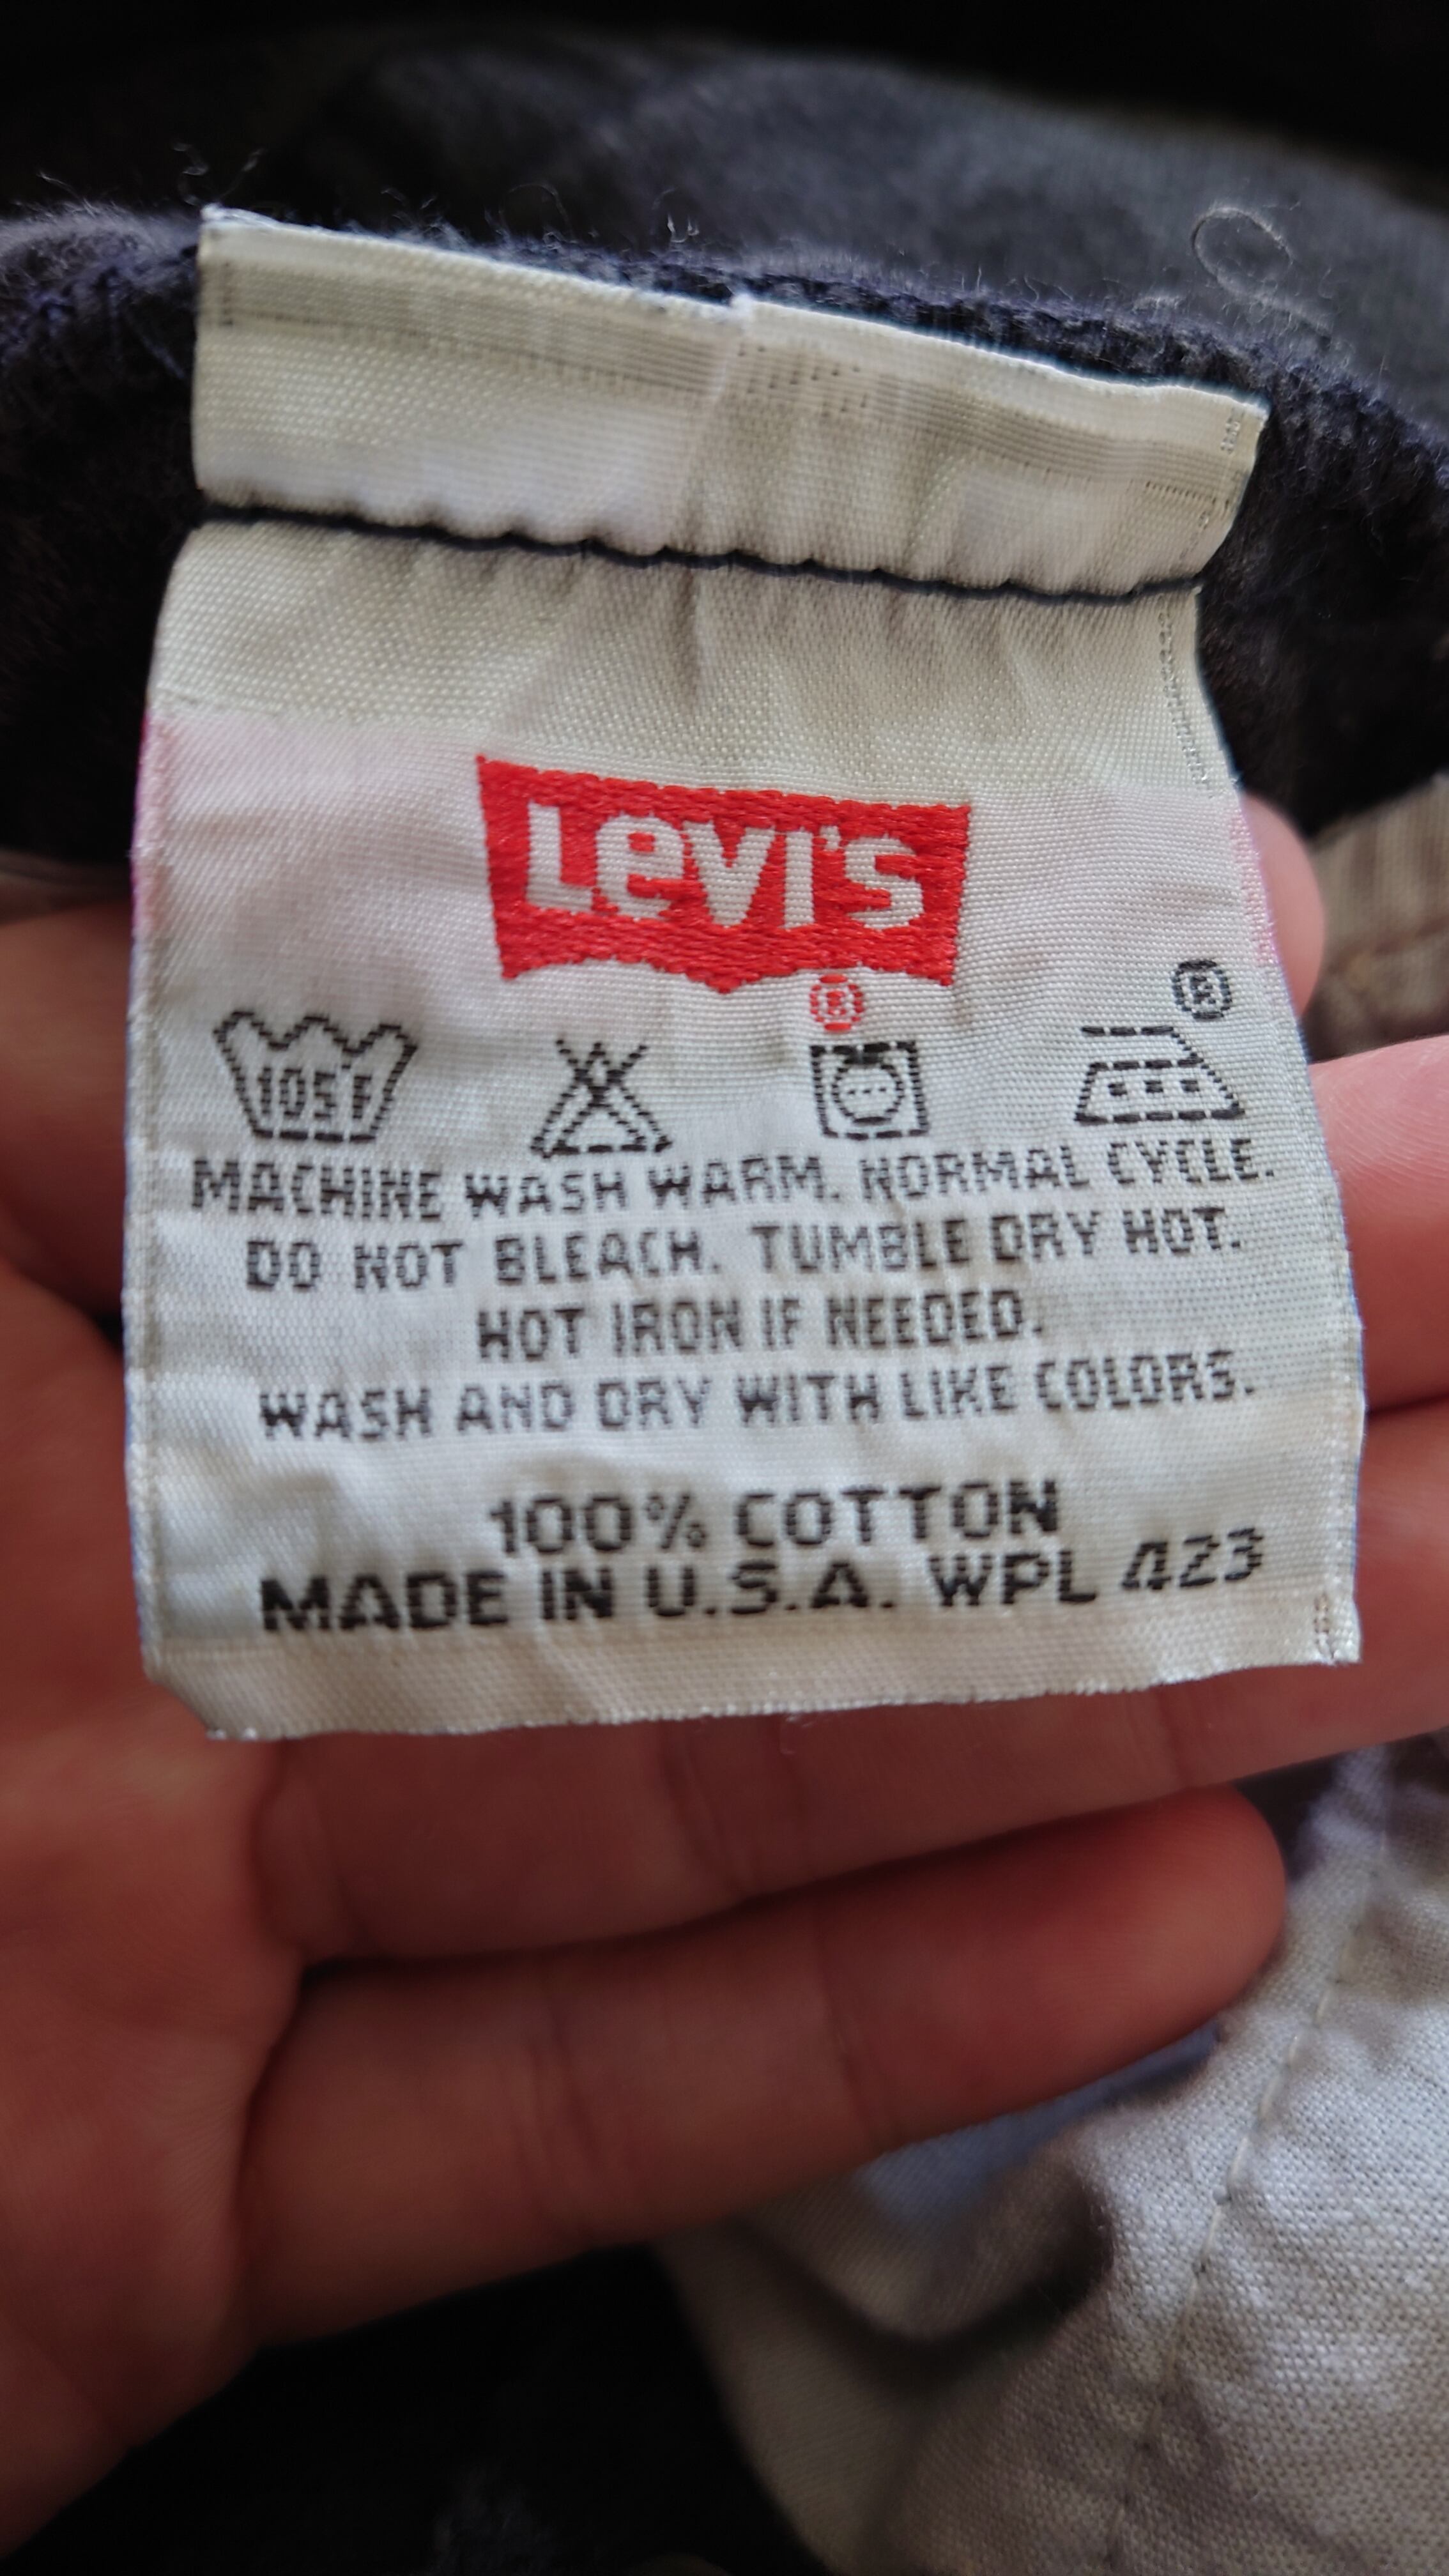 Levi's
®
®
105 F
MACHINE WASH WARM. NORMAL CYCLE.
DO NOT BLEACH. TUMBLE DRY HOT.
HOT IRON IF NEEDED.
WASH AND DRY WITH LIKE COLORS.
100% COTTON
MADE IN U.S.A. WPL 423